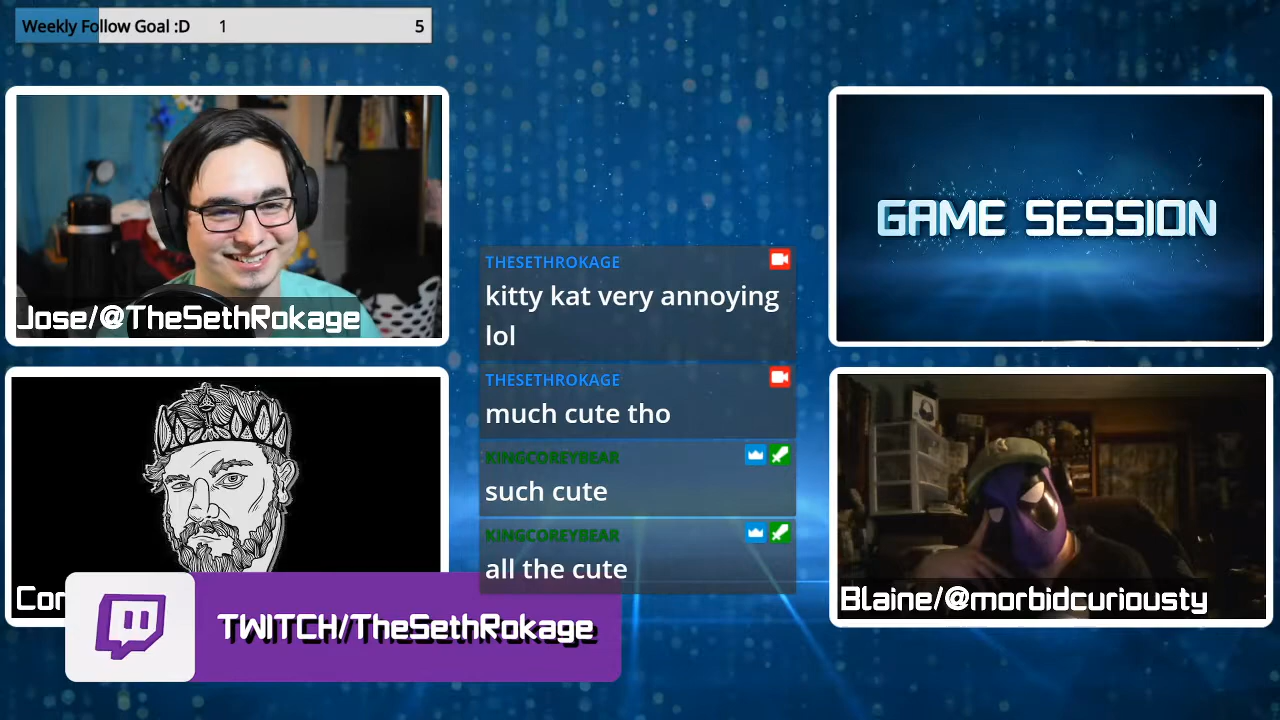 Weekly Follow Goal :D 1 5
Jose/@TheSethRokage
GAME SESSION
THESETHROKAGE
kitty kat very annoying
lol
THESETHROKAGE
much cute tho
KINGCOREYBEAR
such cute
KINGCOREYBEAR
all the cute
Blaine/@morbidcuriousty
TWITCH/TheSethRokage